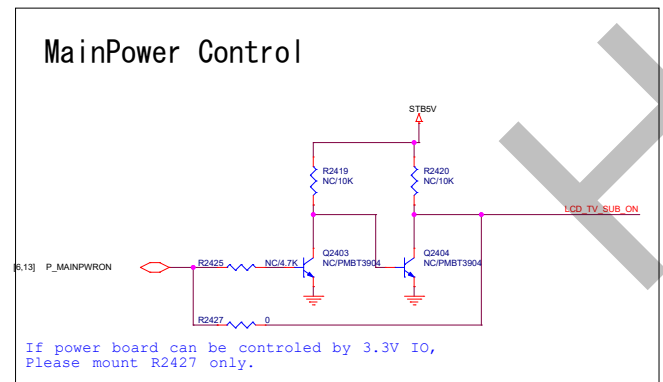 MainPower Control
STB5V
R2419
NC/10K
R2420
NC/10K
LCD_TV_SUB_ON
Q2403
NC/PMBT3904
Q2404
NC/PMBT3904
[6,13] P_MAINPWRON
R2425 NC/4.7K
R2427 0
If power board can be controled by 3.3V IO,
Please mount R2427 only.